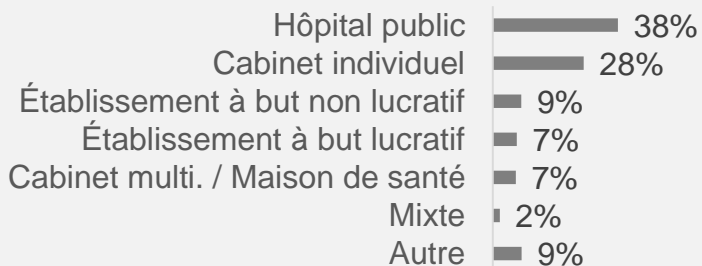 Hôpital public 38%
Cabinet individuel 28%
Établissement à but non lucratif 9%
Établissement à but lucratif 7%
Cabinet multi. / Maison de santé 7%
Mixte 2%
Autre 9%